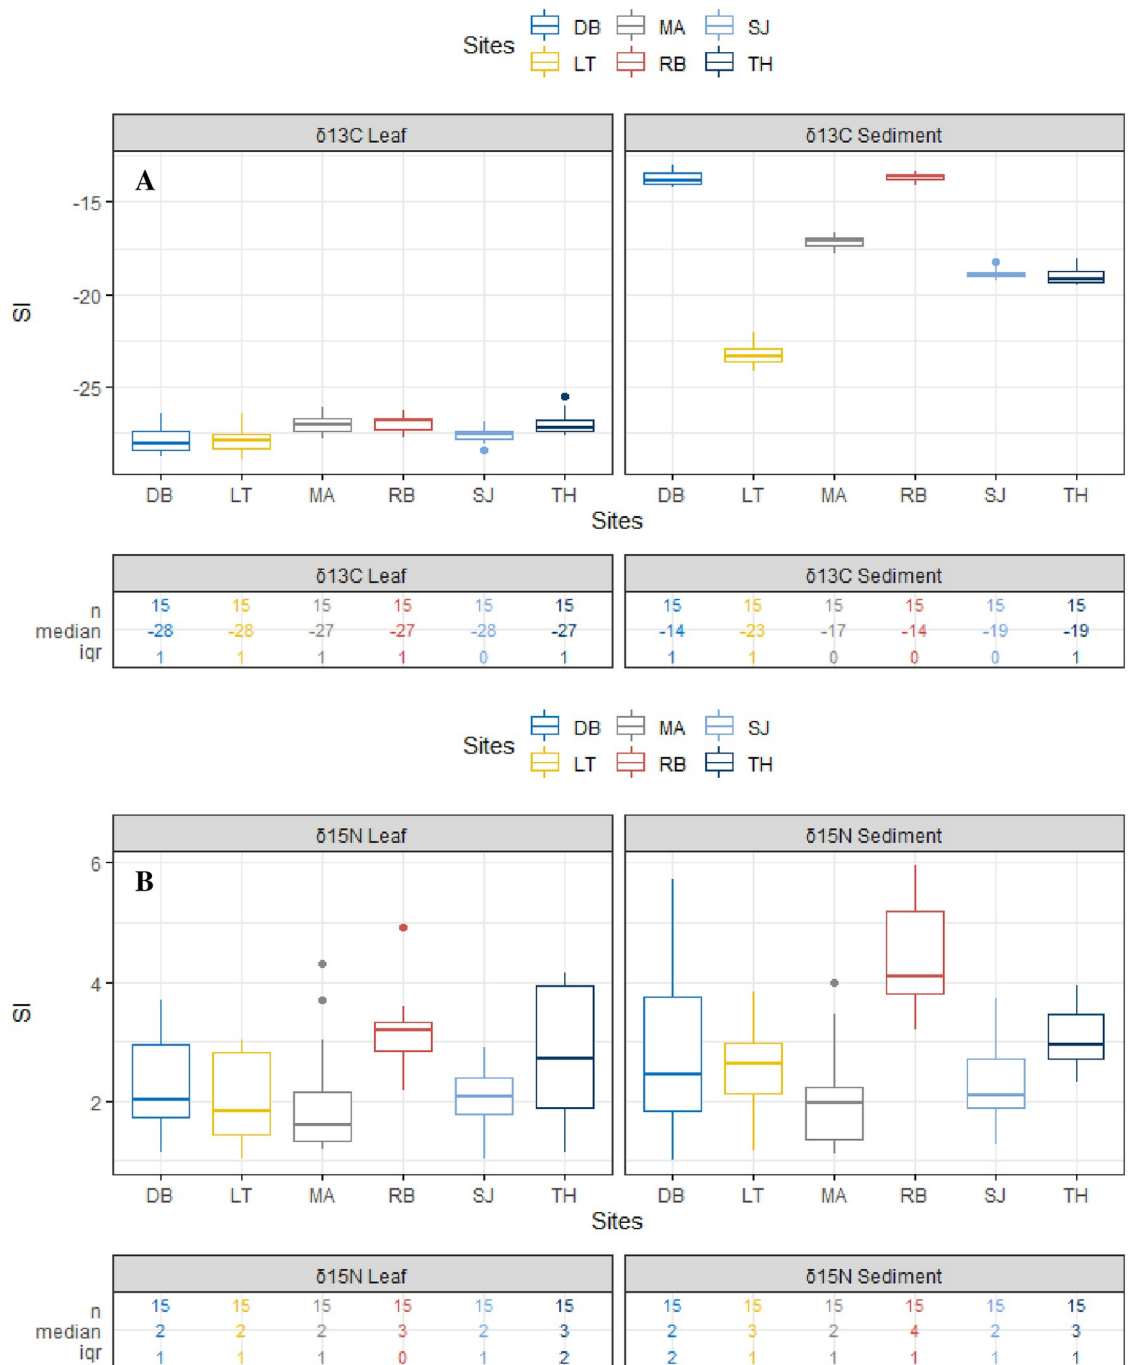 Sites DB MA SJ
LT RB TH
δ13C Leaf δ13C Sediment
A
-15
-20
-25
SI
DB LT MA RB SJ TH DB LT MA RB SJ TH
Sites
δ13C Leaf δ13C Sediment
n 15 15 15 15 15 15 15 15 15 15 15 15
median -28 -28 -27 -27 -28 -27 -14 -23 -17 -14 -19 -19
iqr 1 1 1 1 0 1 1 1 0 0 0 1
Sites DB MA SJ
LT RB TH
δ15N Leaf δ15N Sediment
B
6
4
2
SI
DB LT MA RB SJ TH DB LT MA RB SJ TH
Sites
δ15N Leaf δ15N Sediment
n 15 15 15 15 15 15 15 15 15 15 15 15
median 2 2 2 3 2 3 2 3 2 4 2 3
iqr 1 1 1 0 1 2 2 1 1 1 1 1